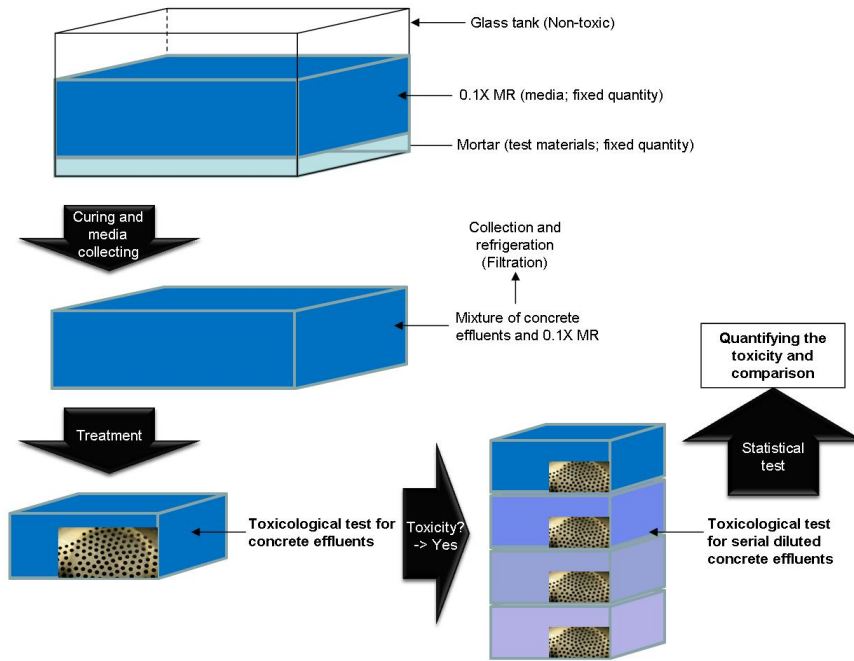 Glass tank (Non-toxic)
0.1X MR (media; fixed quantity)
Mortar (test materials; fixed quantity)
Curing and
media
collecting
Collection and
refrigeration
(Filtration)
Mixture of concrete
effluents and 0.1X MR
Quantifying the
toxicity and
comparison
Treatment
Statistical
test
Toxicological test for
concrete effluents
Toxicity?
-> Yes
Toxicological test
for serial diluted
concrete effluents